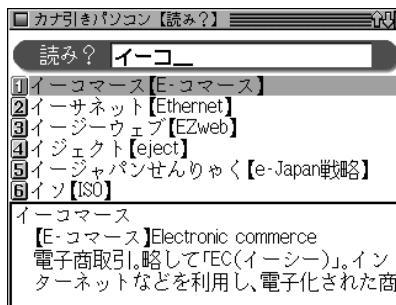 カナ引きパソコン【読み?】
読み? イーコ_
1 イーコマース【E-コマース】
2 イーサネット【Ethernet】
3 イージーウェブ【EZweb】
4 イジェクト【eject】
5 イージャパンせんりゃく【e-Japan戦略】
6 イソ【ISO】
イーコマース
【E-コマース】Electronic commerce
電子商取引。略して「EC(イーシー)」。イン
ターネットなどを利用し、電子化された商